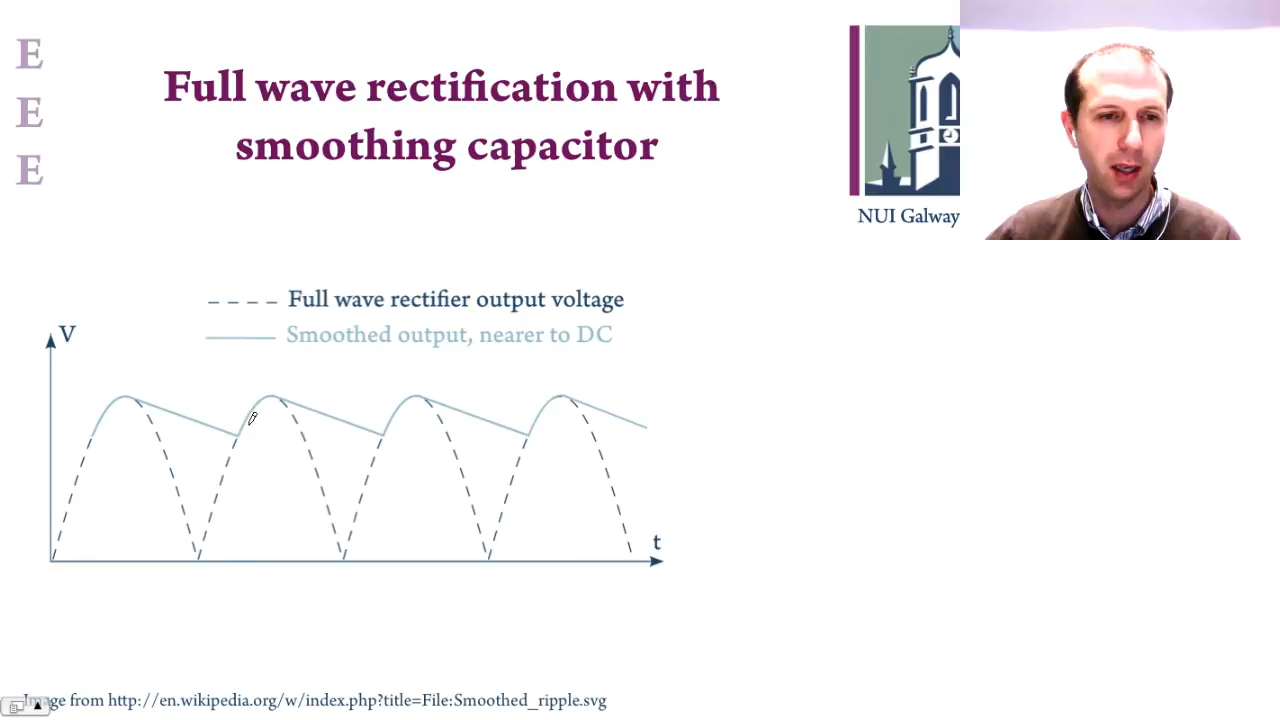 E
E
E
Full wave rectification with
smoothing capacitor
NUI Galway
Full wave rectifier output voltage
Smoothed output, nearer to DC
V
t
Image from http://en.wikipedia.org/w/index.php?title=File:Smoothed_ripple.svg